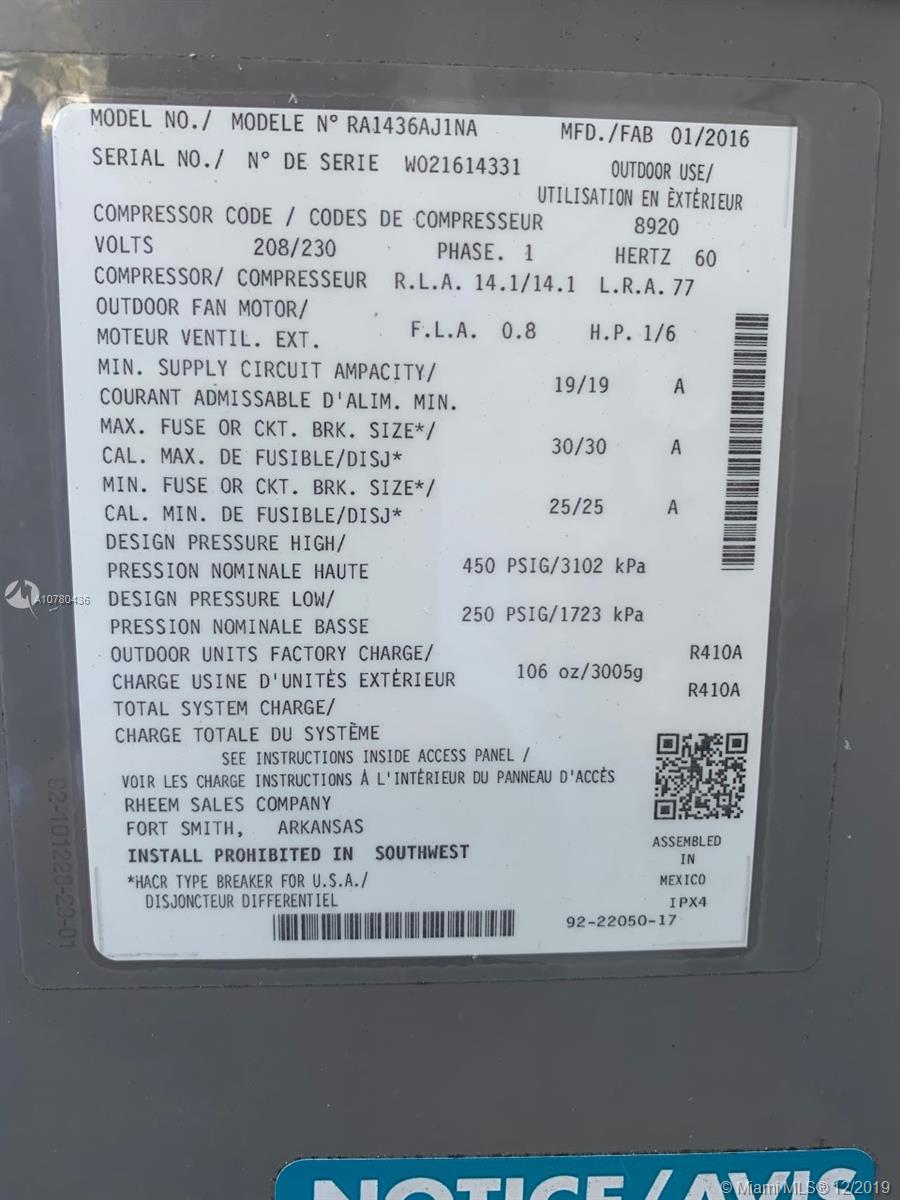 MODEL NO./ MODELE N° RA1436AJ1NA MFD./FAB 01/2016
SERIAL NO./ N° DE SERIE W021614331 OUTDOOR USE/
UTILISATION EN ÈXTÉRIEUR
COMPRESSOR CODE / CODES DE COMPRESSEUR 8920
VOLTS 208/230 PHASE. 1 HERTZ 60
COMPRESSOR/ COMPRESSEUR R.L.A. 14.1/14.1 L.R.A. 77
OUTDOOR FAN MOTOR/
MOTEUR VENTIL. EXT. F.L.A. 0.8 H.P. 1/6
MIN. SUPPLY CIRCUIT AMPACITY/
COURANT ADMISSABLE D'ALIM. MIN. 19/19 A
MAX. FUSE OR CKT. BRK. SIZE*/
CAL. MAX. DE FUSIBLE/DISJ* 30/30 A
MIN. FUSE OR CKT. BRK. SIZE*/
CAL. MIN. DE FUSIBLE/DISJ* 25/25 A
DESIGN PRESSURE HIGH/
PRESSION NOMINALE HAUTE 450 PSIG/3102 kPa
DESIGN PRESSURE LOW/
PRESSION NOMINALE BASSE 250 PSIG/1723 kPa
OUTDOOR UNITS FACTORY CHARGE/ R410A
CHARGE USINE D'UNITÈS EXTÉRIEUR 106 oz/3005g
R410A
TOTAL SYSTEM CHARGE/
CHARGE TOTALE DU SYSTÈME
SEE INSTRUCTIONS INSIDE ACCESS PANEL /
VOIR LES CHARGE INSTRUCTIONS À L'INTÉRIEUR DU PANNEAU D'ACCÈS
RHEEM SALES COMPANY
FORT SMITH, ARKANSAS
INSTALL PROHIBITED IN SOUTHWEST
*HACR TYPE BREAKER FOR U.S.A./
DISJONCTEUR DIFFERENTIEL
ASSEMBLED
IN
MEXICO
IPX4
92-22050-17
92-101228-29-01
A10780436
NOTICE/AVIS
© Miami MLS® 12/2019